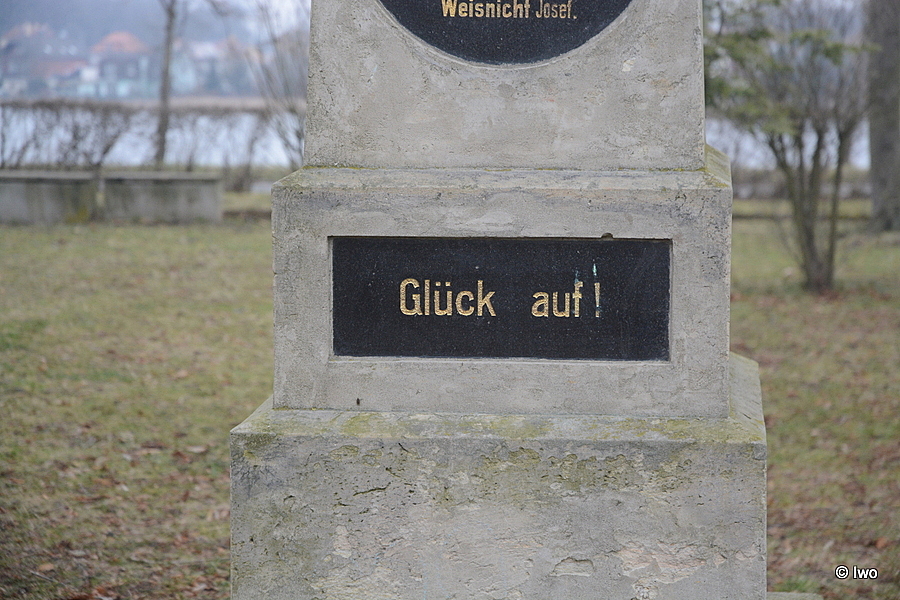 Weisnicht Josef.
Glück auf!
© Iwo